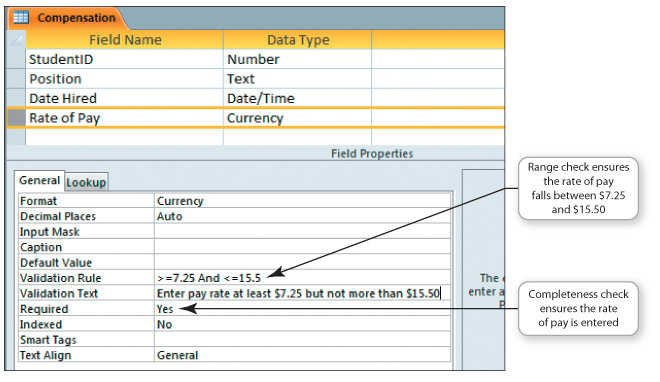 Compensation
Field Name Data Type
StudentID Number
Position Text
Date Hired Date/Time
Rate of Pay Currency
Field Properties
General Lookup
Format Currency
Decimal Places Auto
Input Mask
Caption
Default Value
Validation Rule >=7.25 And <=15.5
Validation Text Enter pay rate at least $7.25 but not more than $15.50
Required Yes
Indexed No
Smart Tags
Text Align General
The
enter a
Range check ensures
the rate of pay
falls between $7.25
and $15.50
Completeness check
ensures the rate
of pay is entered